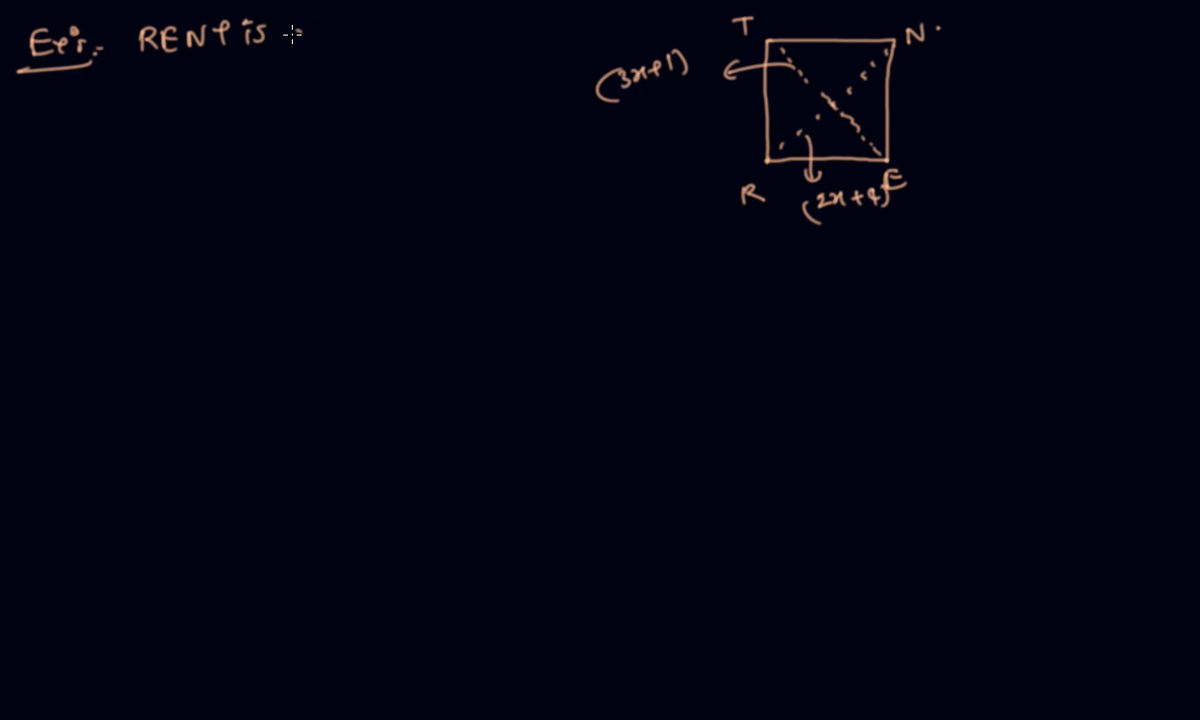 Ex:- RENT is
T
N.
(3x+1)
R
E
(2x+4)